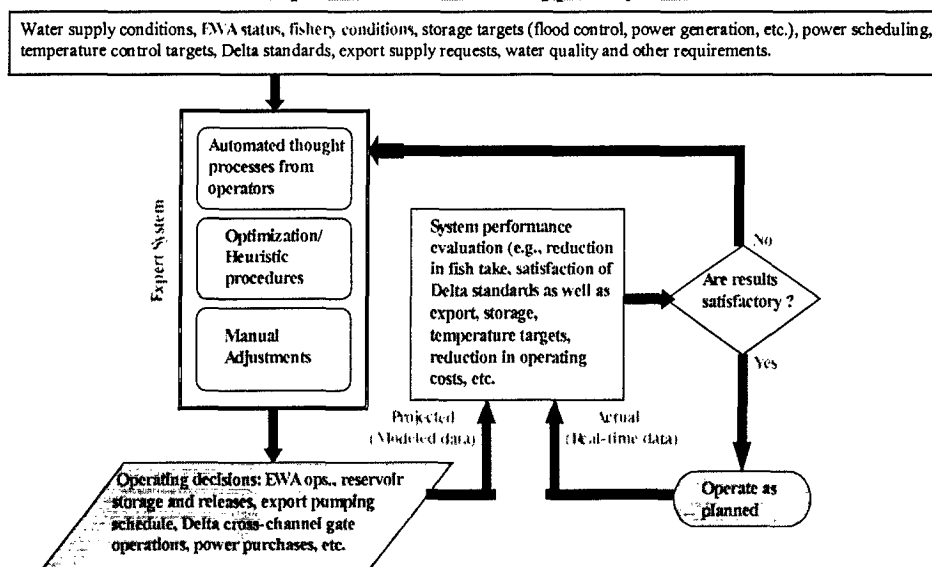 Water supply conditions, EWA status, fishery conditions, storage targets (flood control, power generation, etc.), power scheduling,
temperature control targets, Delta standards, export supply requests, water quality and other requirements.
Expert System
Automated thought
processes from
operators
Optimization/
Heuristic
procedures
Manual
Adjustments
System performance
evaluation (e.g., reduction
in fish take, satisfaction of
Delta standards as well as
export, storage,
temperature targets,
reduction in operating
costs, etc.
No
Are results
satisfactory ?
Yes
Projected
(Modeled data)
Actual
(Real-time data)
Operating decisions: EWA ops., reservoir
storage and releases, export pumping
schedule, Delta cross-channel gate
operations, power purchases, etc.
Operate as
planned